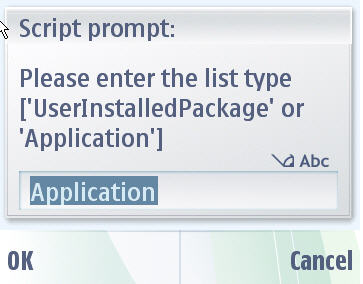 Script prompt:
Please enter the list type
['UserInstalledPackage' or
'Application']
Abc
Application
OK Cancel